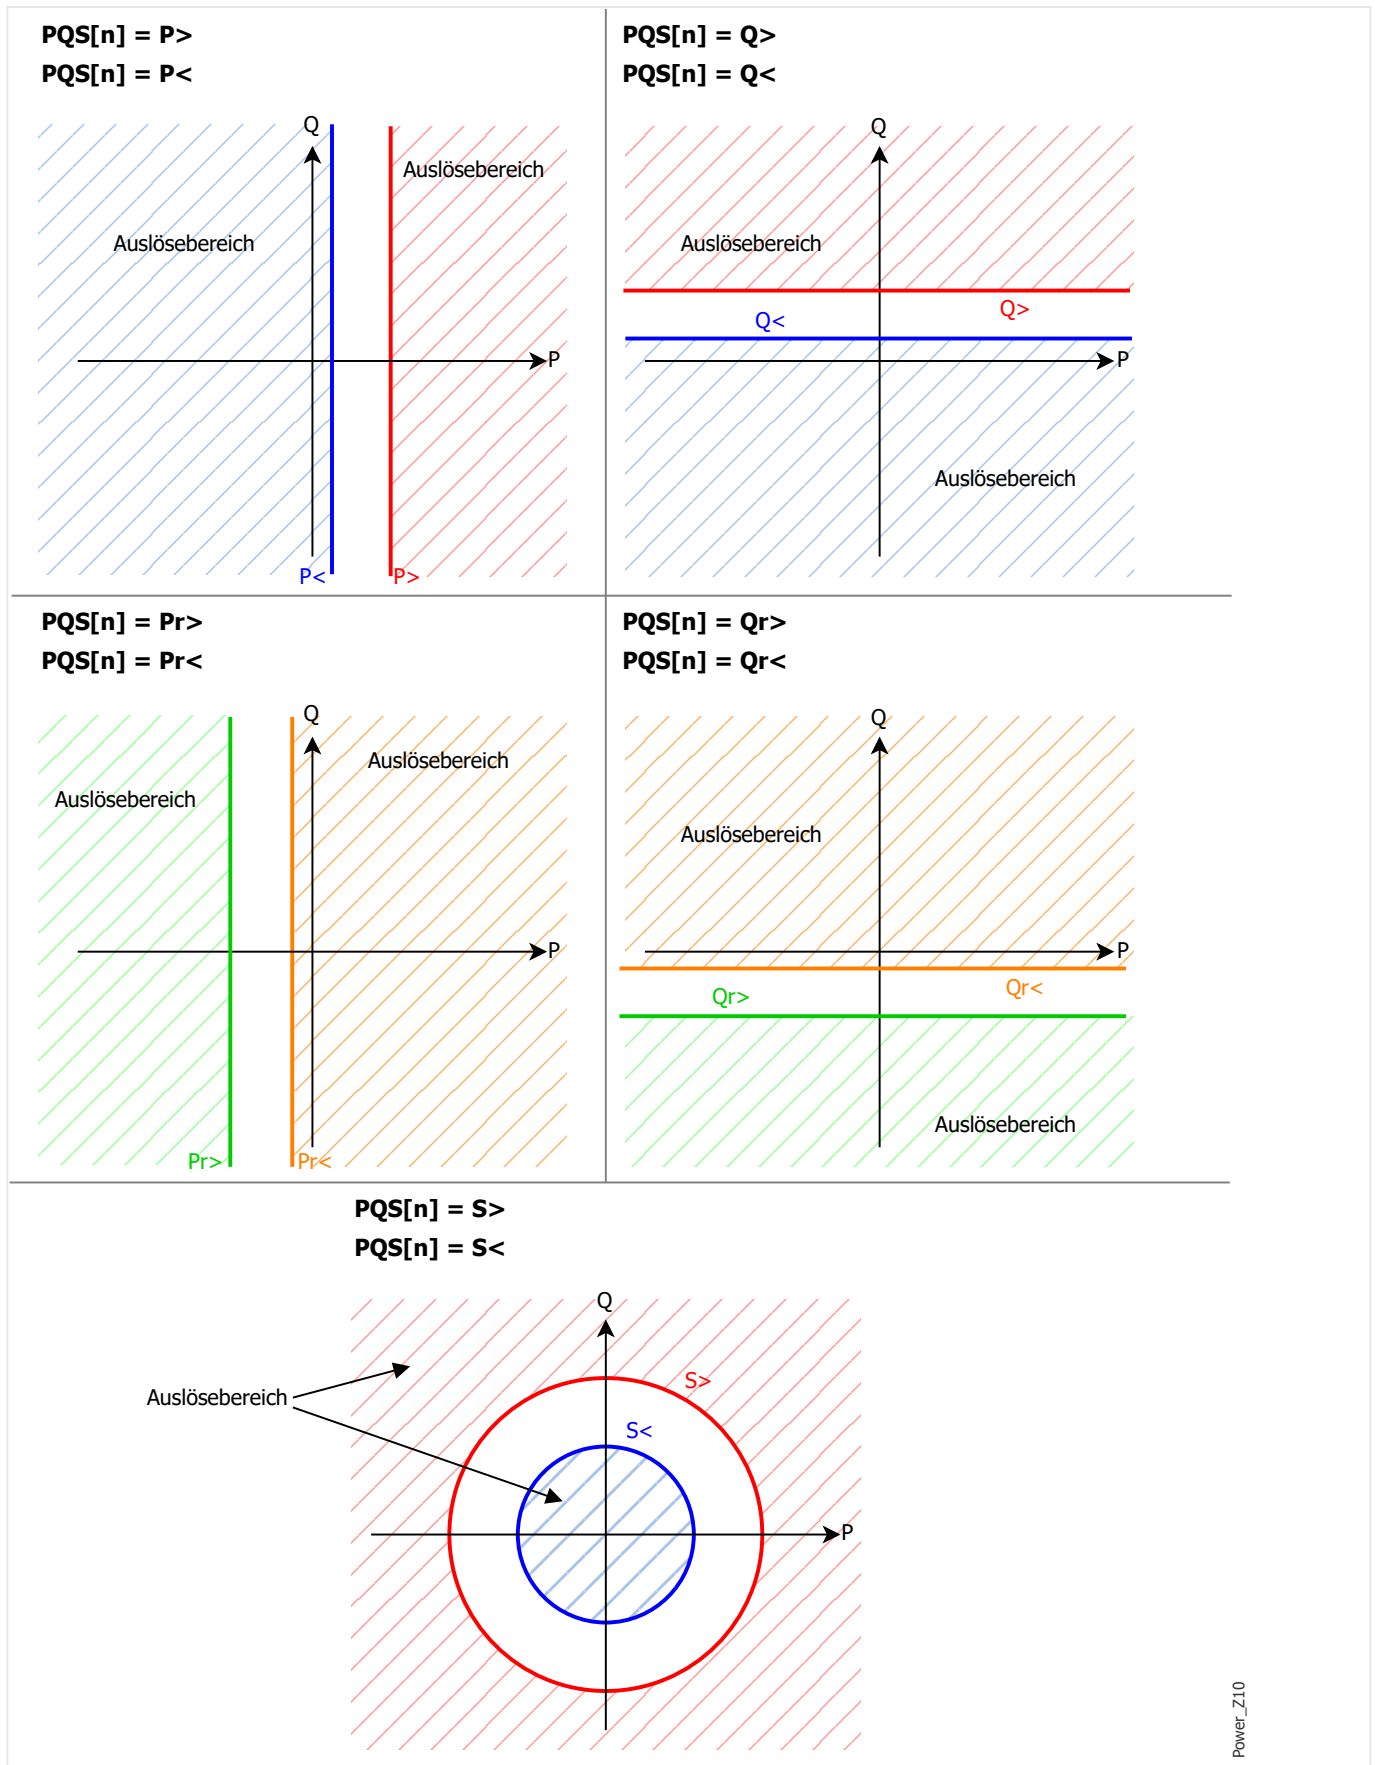 PQS[n] = P>
PQS[n] = P<
Q
Auslösebereich
Auslösebereich
P
P<
P>
PQS[n] = Q>
PQS[n] = Q<
Q
Auslösebereich
Q>
Q<
P
Auslösebereich
PQS[n] = Pr>
PQS[n] = Pr<
Q
Auslösebereich
Auslösebereich
P
Pr>
Pr<
PQS[n] = Qr>
PQS[n] = Qr<
Q
Auslösebereich
P
Qr<
Qr>
Auslösebereich
PQS[n] = S>
PQS[n] = S<
Q
S>
Auslösebereich
S<
P
Power_Z10